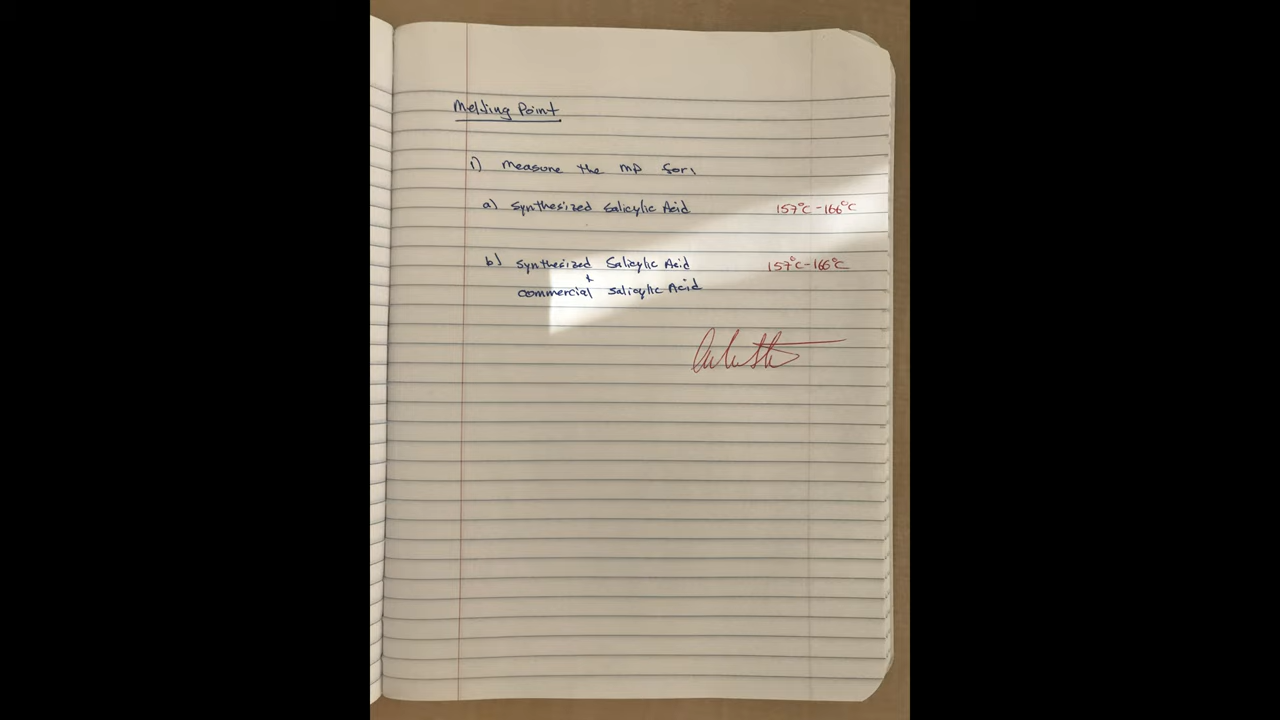 Melting Point
1) Measure the MP for:
a) Synthesized Salicylic Acid 157°C-166°C
b) Synthesized Salicylic Acid 157°C-166°C
+
commercial Salicylic Acid